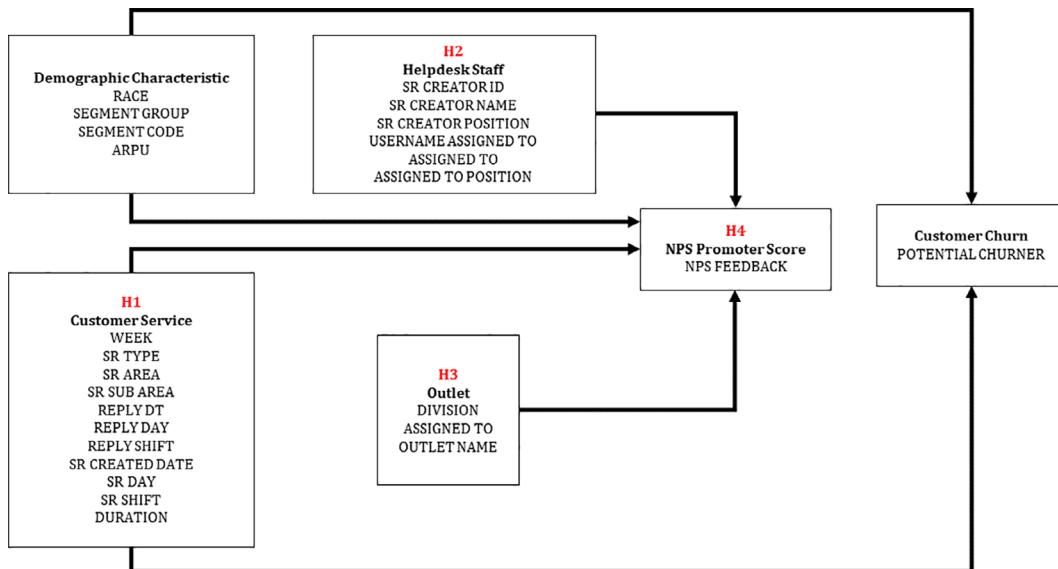 Demographic Characteristic
RACE
SEGMENT GROUP
SEGMENT CODE
ARPU
H2
Helpdesk Staff
SR CREATOR ID
SR CREATOR NAME
SR CREATOR POSITION
USERNAME ASSIGNED TO
ASSIGNED TO
ASSIGNED TO POSITION
H4
NPS Promoter Score
NPS FEEDBACK
Customer Churn
POTENTIAL CHURNER
H1
Customer Service
WEEK
SR TYPE
SR AREA
SR SUB AREA
REPLY DT
REPLY DAY
REPLY SHIFT
SR CREATED DATE
SR DAY
SR SHIFT
DURATION
H3
Outlet
DIVISION
ASSIGNED TO
OUTLET NAME